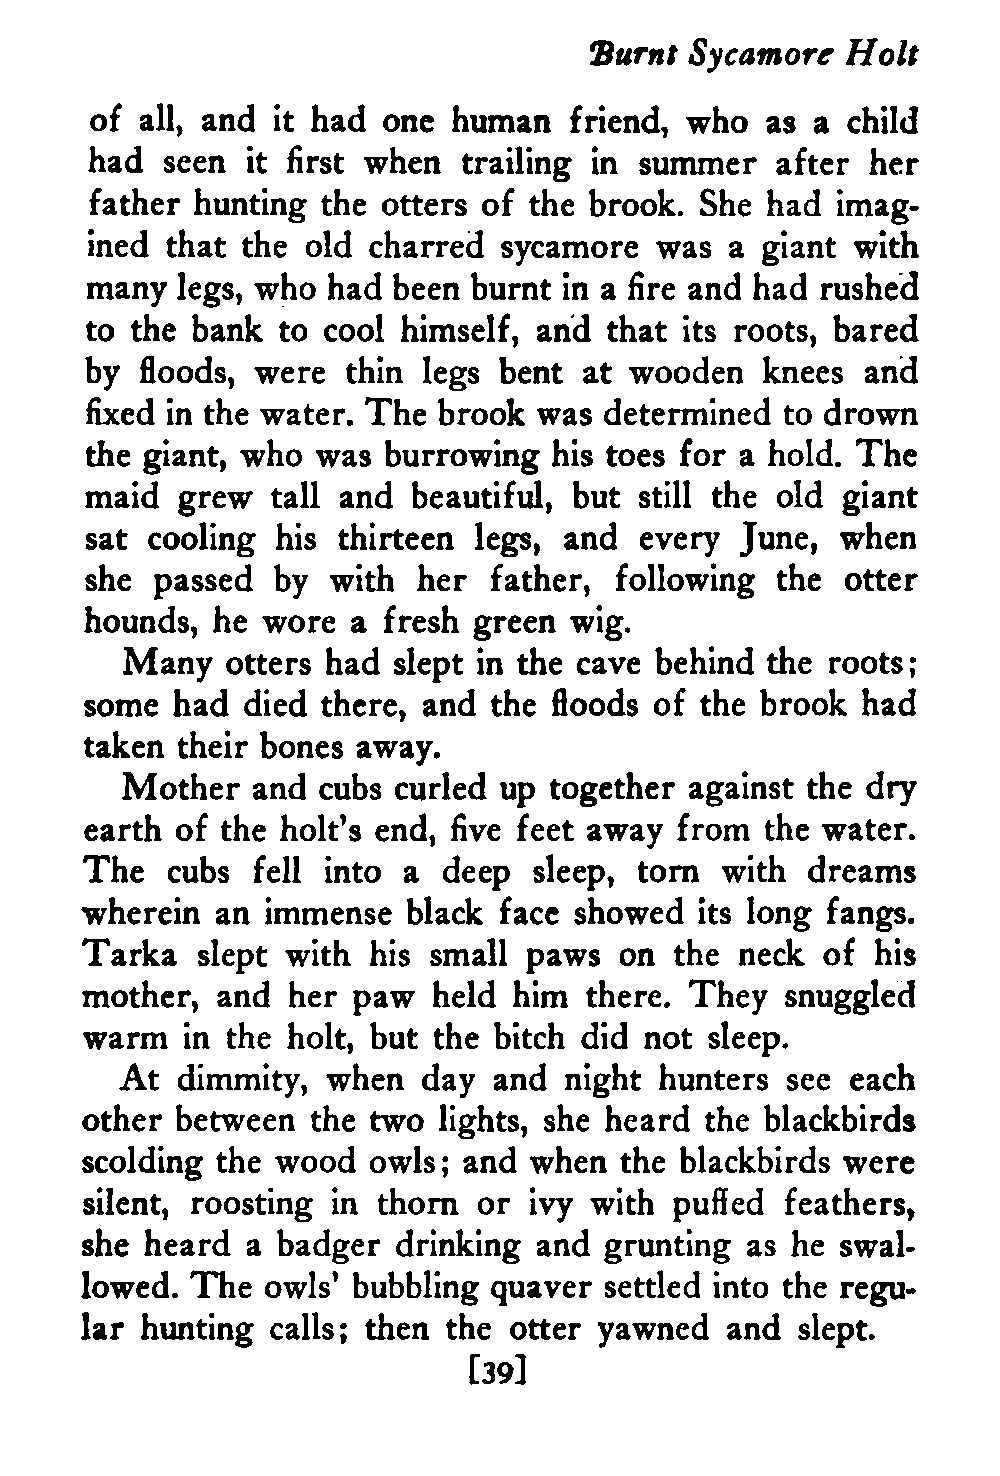 Burnt Sycamore Holt
of all, and it had one human friend, who as a child
had seen it first when trailing in summer after her
father hunting the otters of the brook. She had imag-
ined that the old charred sycamore was a giant with
many legs, who had been burnt in a fire and had rushed
to the bank to cool himself, and that its roots, bared
by floods, were thin legs bent at wooden knees and
fixed in the water. The brook was determined to drown
the giant, who was burrowing his toes for a hold. The
maid grew tall and beautiful, but still the old giant
sat cooling his thirteen legs, and every June, when
she passed by with her father, following the otter
hounds, he wore a fresh green wig.
Many otters had slept in the cave behind the roots;
some had died there, and the floods of the brook had
taken their bones away.
Mother and cubs curled up together against the dry
earth of the holt's end, five feet away from the water.
The cubs fell into a deep sleep, torn with dreams
wherein an immense black face showed its long fangs.
Tarka slept with his small paws on the neck of his
mother, and her paw held him there. They snuggled
warm in the holt, but the bitch did not sleep.
At dimmity, when day and night hunters see each
other between the two lights, she heard the blackbirds
scolding the wood owls; and when the blackbirds were
silent, roosting in thorn or ivy with puffed feathers,
she heard a badger drinking and grunting as he swal-
lowed. The owls' bubbling quaver settled into the regu-
lar hunting calls; then the otter yawned and slept.
[39]